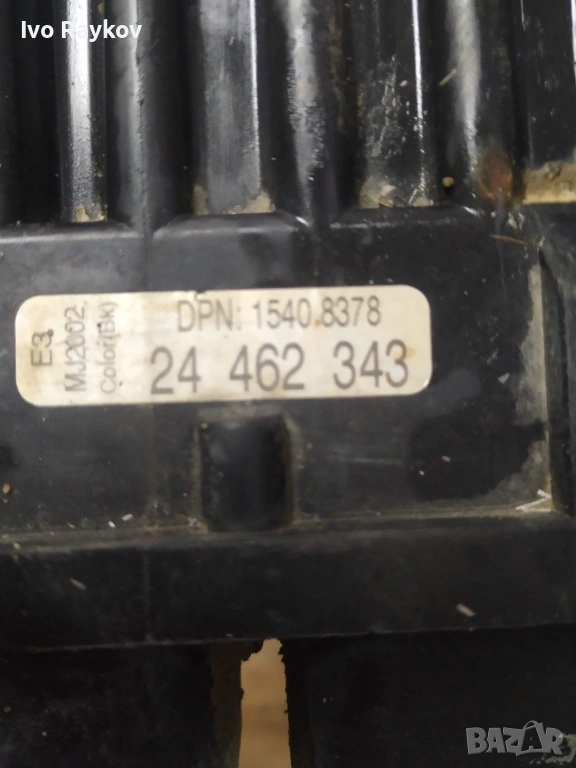 Ivo Raykov
DPN: 1540.8378
24 462 343
E3.
MJ2002,
Color(Bk)
BAZAR